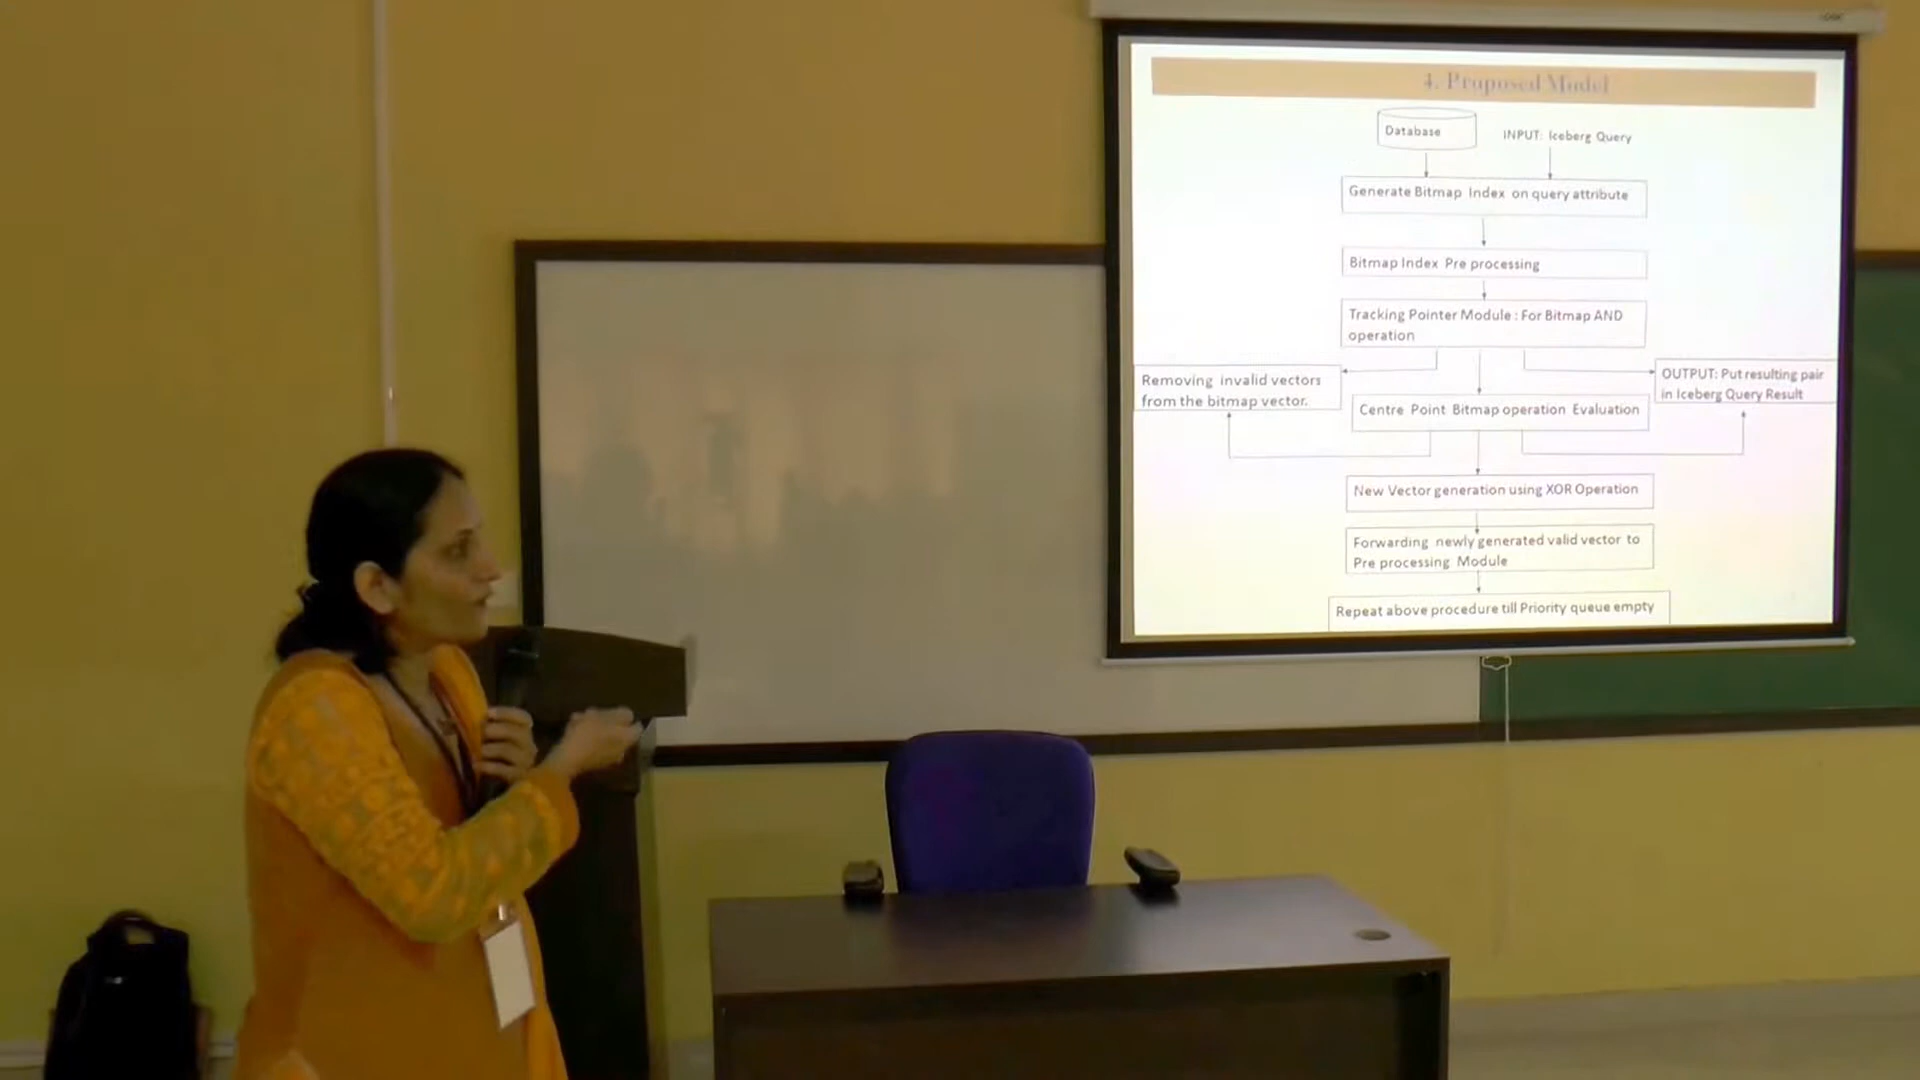 4. Proposed Model
Database
INPUT: Iceberg Query
Generate Bitmap Index on query attribute
Bitmap Index Pre processing
Tracking Pointer Module : For Bitmap AND
operation
Removing invalid vectors
from the bitmap vector.
OUTPUT: Put resulting pair
in Iceberg Query Result
Centre Point Bitmap operation Evaluation
New Vector generation using XOR Operation
Forwarding newly generated valid vector to
Pre processing Module
Repeat above procedure till Priority queue empty